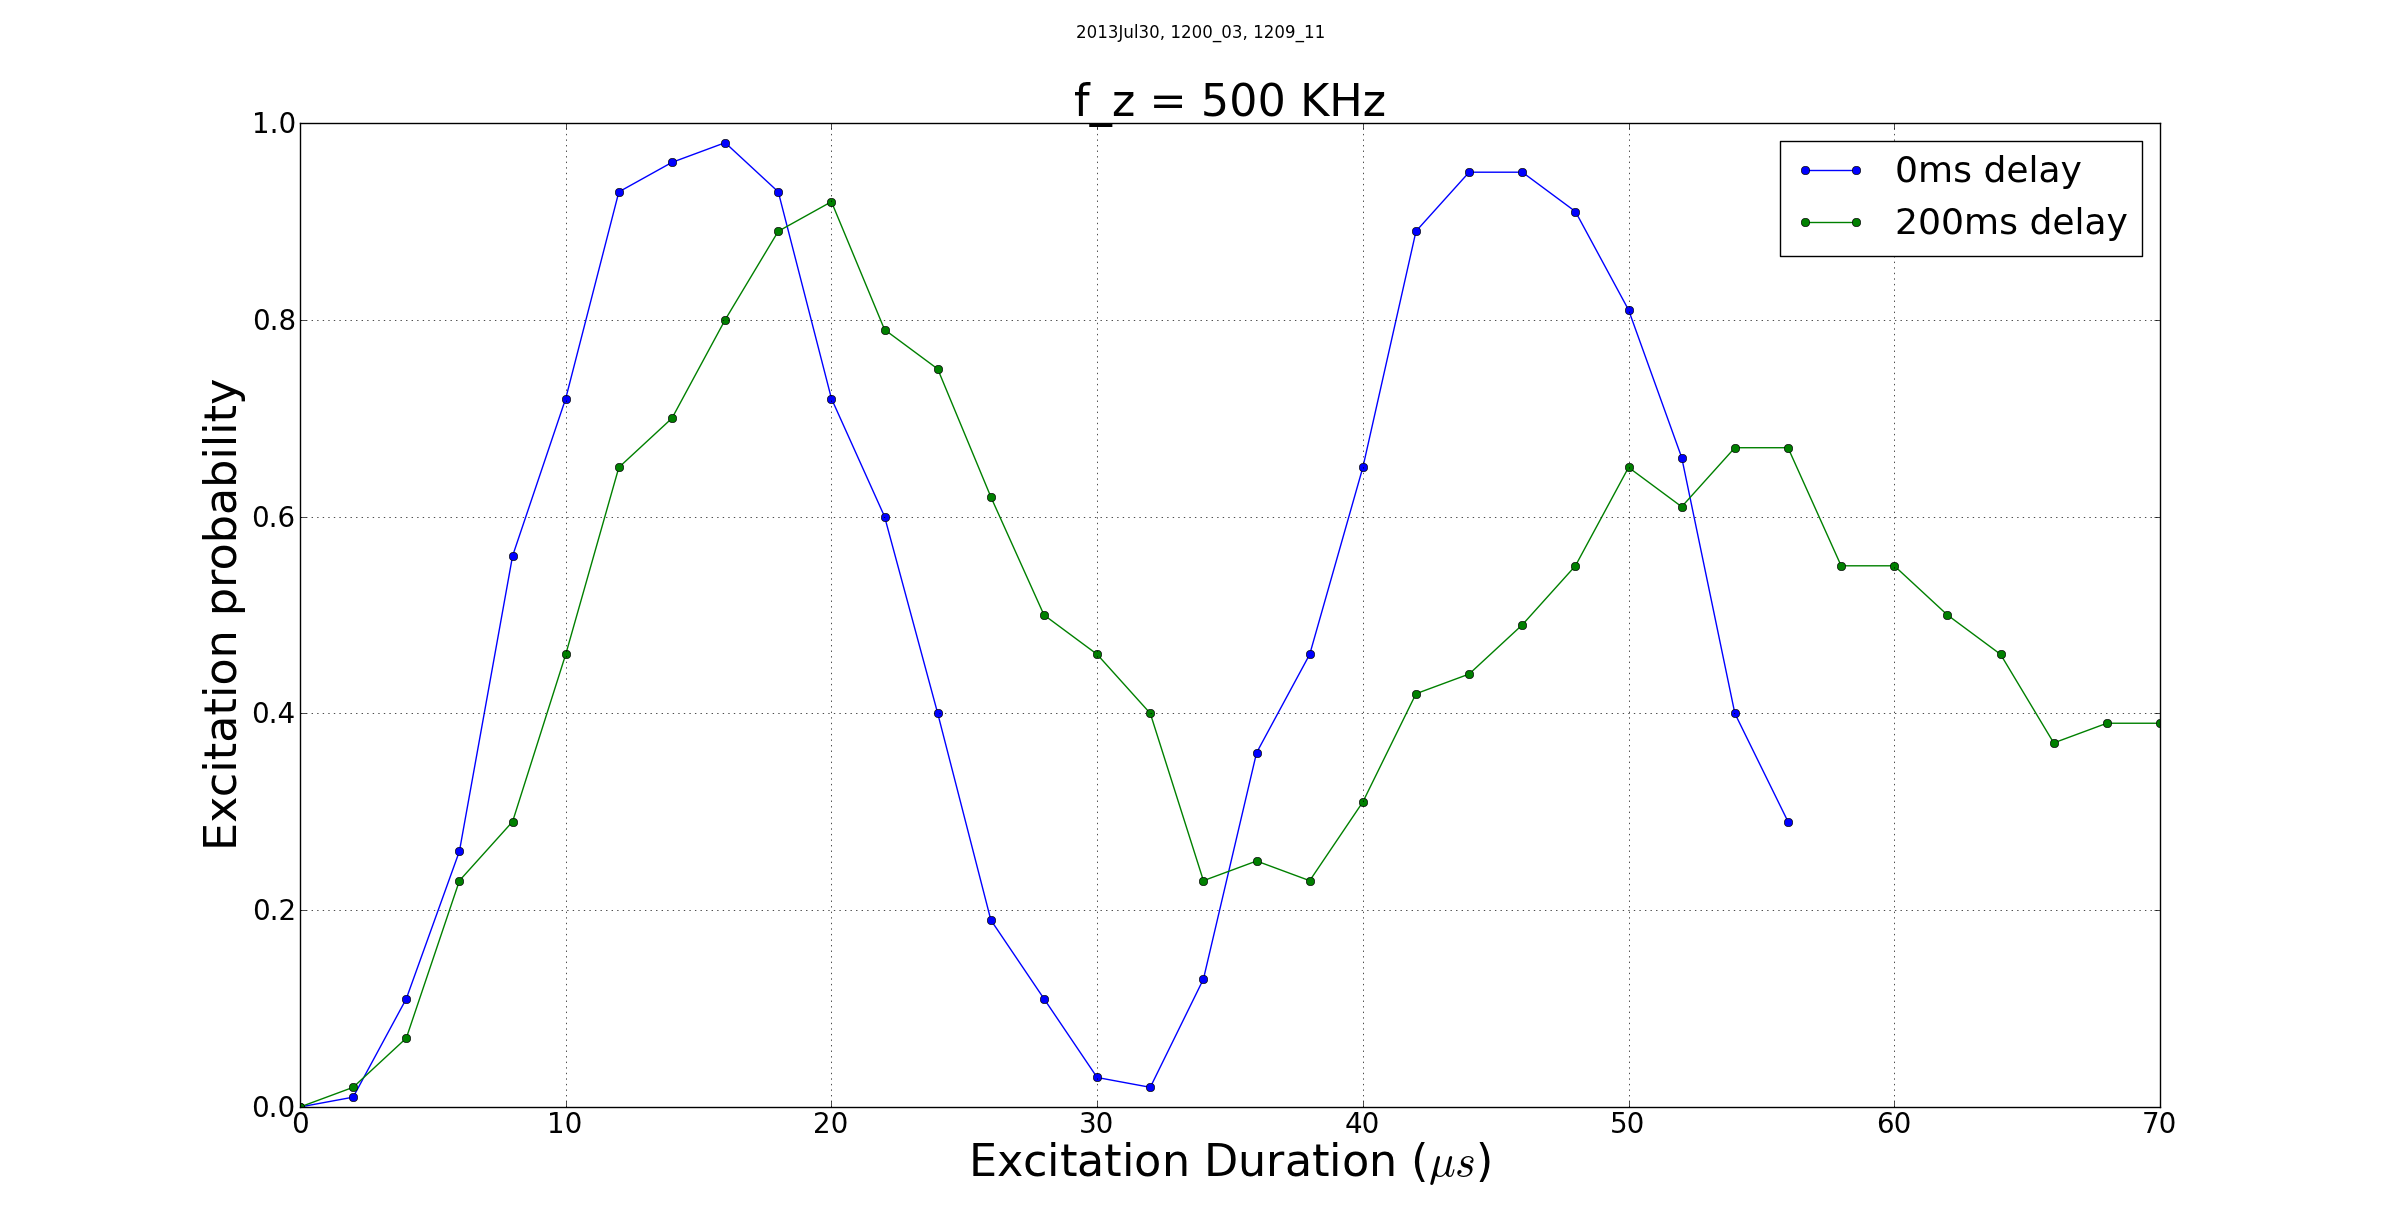 2013Jul30, 1200_03, 1209_11
f_z = 500 KHz
1.0
0.8
0.6
0.4
0.2
0.0
Excitation probability
0ms delay
200ms delay
0 10 20 30 40 50 60 70
Excitation Duration (μs)